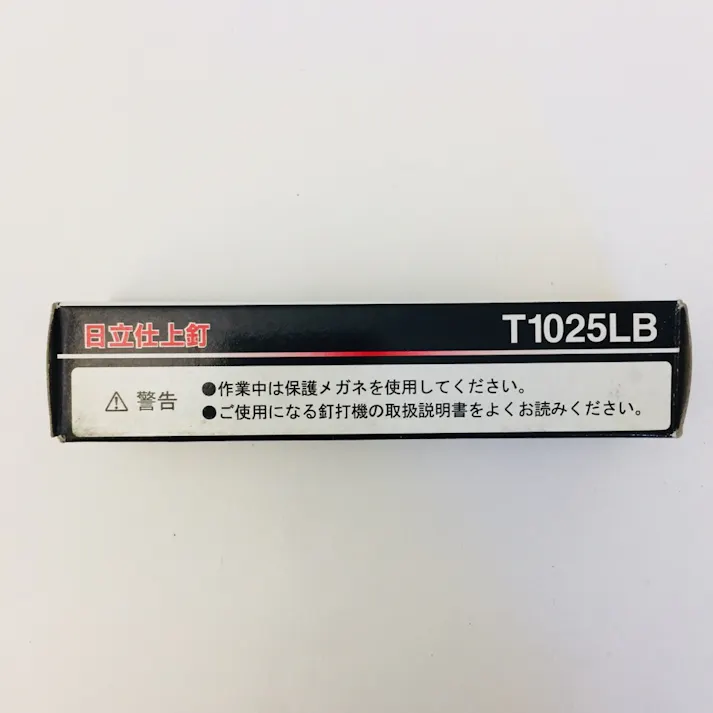 日立仕上釘 T1025LB
⚠ 警告
●作業中は保護メガネを使用してください。
●ご使用になる釘打機の取扱説明書をよくお読みください。